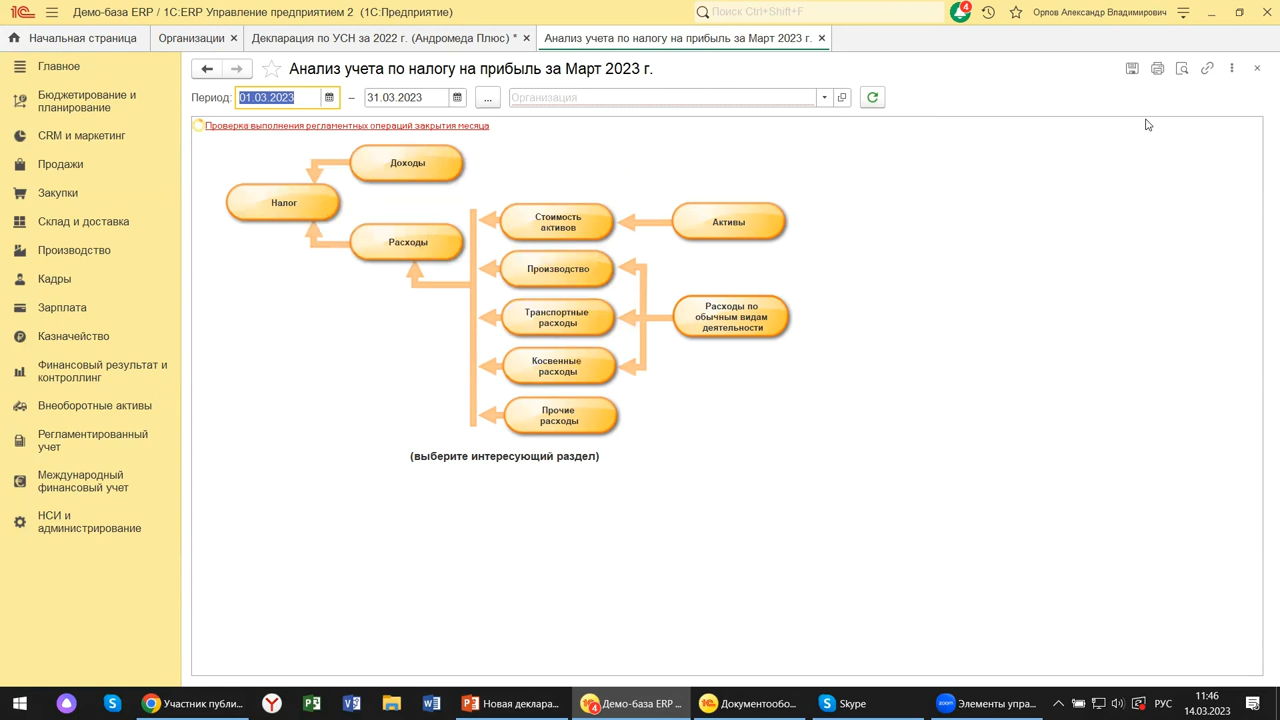 Демо-база ERP / 1С:ERP Управление предприятием 2 (1С:Предприятие)
Поиск Ctrl+Shift+F
4
Орлов Александр Владимирович
Начальная страница
Организации
Декларация по УСН за 2022 г. (Андромеда Плюс) *
Анализ учета по налогу на прибыль за Март 2023 г.
Главное
Бюджетирование и
планирование
CRM и маркетинг
Продажи
Закупки
Склад и доставка
Производство
Кадры
Зарплата
Казначейство
Финансовый результат и
контроллинг
Внеоборотные активы
Регламентированный
учет
Международный
финансовый учет
НСИ и
администрирование
Анализ учета по налогу на прибыль за Март 2023 г.
Период: 01.03.2023 – 31.03.2023 ... Организация
Проверка выполнения регламентных операций закрытия месяца
Доходы
Налог
Расходы
Стоимость
активов
Активы
Производство
Транспортные
расходы
Расходы по
обычным видам
деятельности
Косвенные
расходы
Прочие
расходы
(выберите интересующий раздел)
Участник публи...
Новая деклара...
4
Демо-база ERP ...
Документообо...
Skype
zoom
Элементы упра...
РУС
11:46
14.03.2023